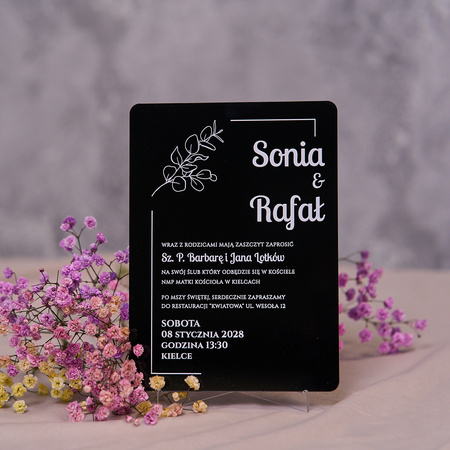 Sonia
&
Rafał
WRAZ Z RODZICAMI MAJĄ ZASZCZYT ZAPROSIĆ
Sz. P. Barbarę i Jana Lotków
NA SWÓJ ŚLUB KTÓRY ODBĘDZIE SIĘ W KOŚCIELE
NMP MATKI KOŚCIOŁA W KIELCACH
PO MSZY ŚWIĘTEJ, SERDECZNIE ZAPRASZAMY
DO RESTAURACJI "KWIATOWA" UL. WESOŁA 12
SOBOTA
08 STYCZNIA 2028
GODZINA 13:30
KIELCE